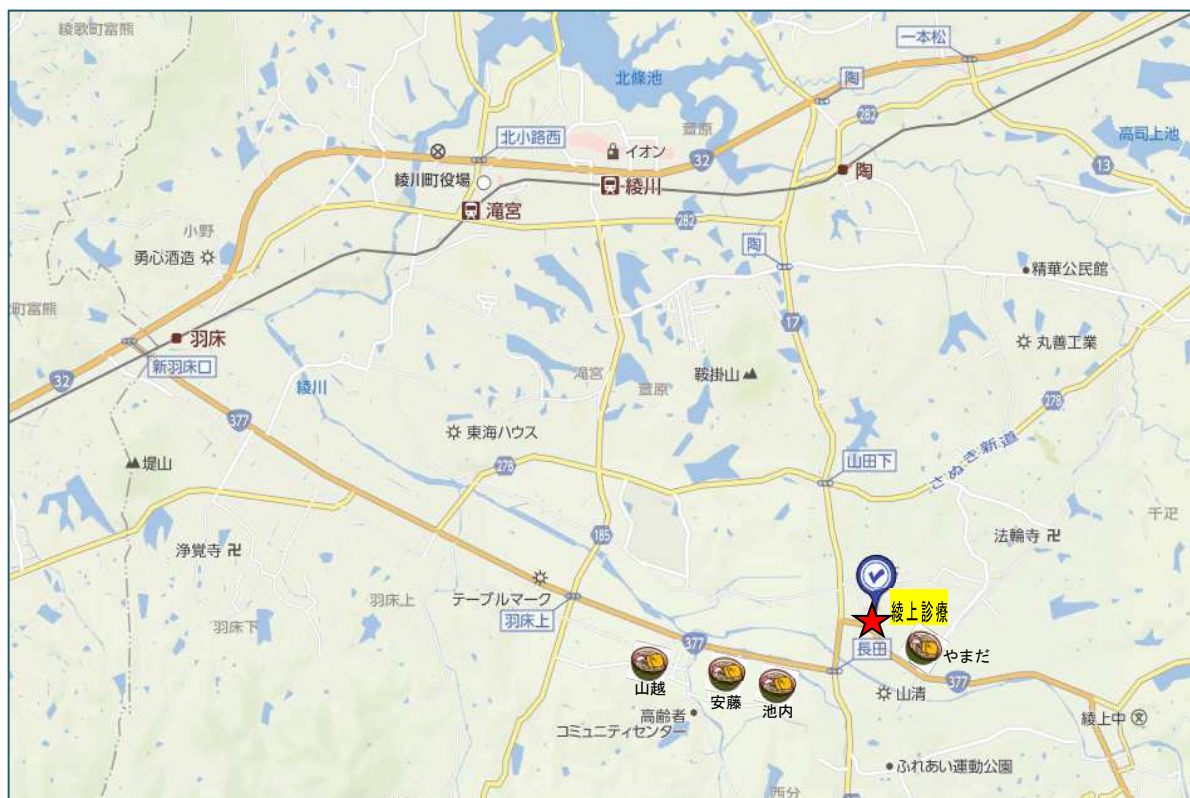 綾歌町富熊
一本松
北條池
陶
282
萱原
高司上池
北小路西
イオン
32
13
綾川町役場
綾川
陶
滝宮
282
小野
陶
勇心酒造
精華公民館
町富熊
17
羽床
丸善工業
新羽床口
32
綾川
滝宮
萱原
鞍掛山
278
377
東海ハウス
さぬき新道
堤山
278
山田下
千疋
185
法輪寺
浄覚寺
テーブルマーク
羽床上
羽床上
綾上診療
羽床下
377
長田
やまだ
山越
安藤
池内
377
山清
高齢者
コミュニティセンター
綾上中
文
ふれあい運動公園
西分